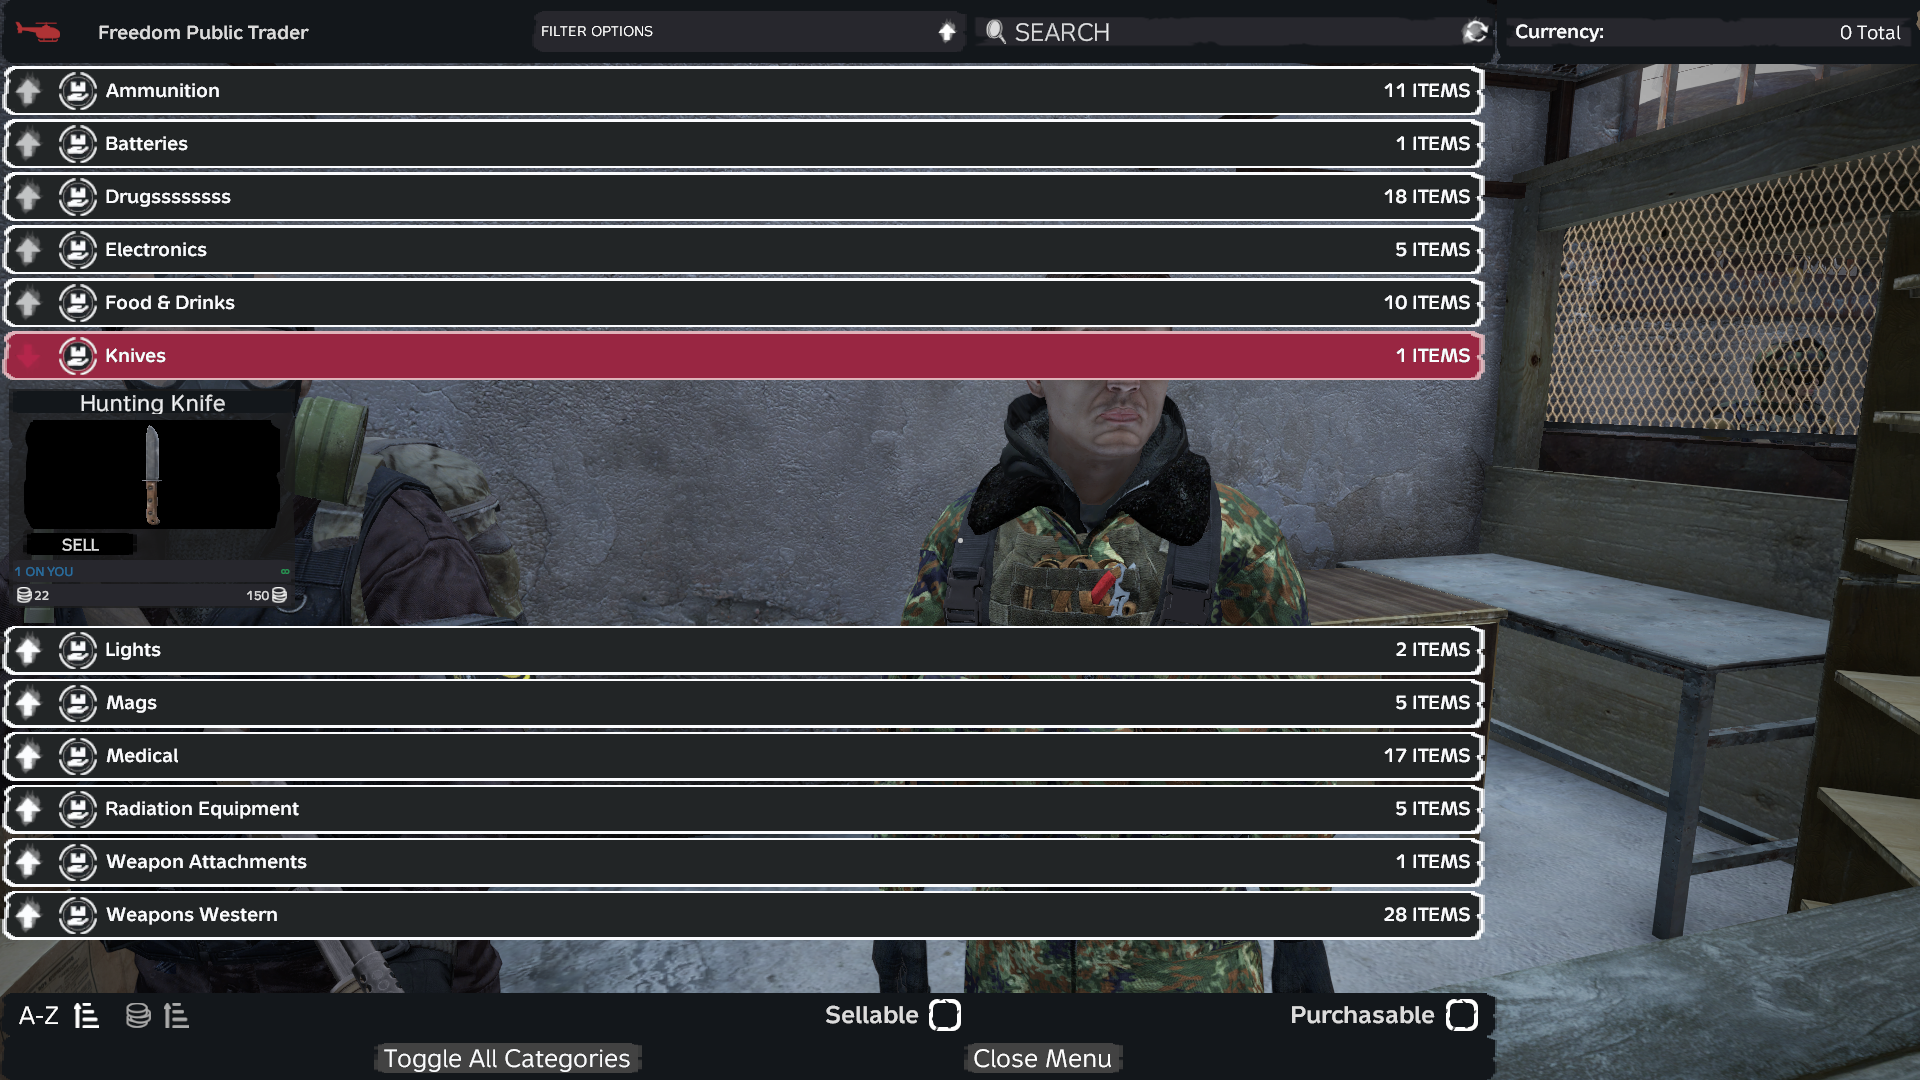 Freedom Public Trader
FILTER OPTIONS
SEARCH
Currency:
0 Total
Ammunition
11 ITEMS
Batteries
1 ITEMS
Drugsssssssss
18 ITEMS
Electronics
5 ITEMS
Food & Drinks
10 ITEMS
Knives
1 ITEMS
Hunting Knife
SELL
1 ON YOU
∞
22
150
Lights
2 ITEMS
Mags
5 ITEMS
Medical
17 ITEMS
Radiation Equipment
5 ITEMS
Weapon Attachments
1 ITEMS
Weapons Western
28 ITEMS
A-Z
Sellable
Purchasable
Toggle All Categories
Close Menu